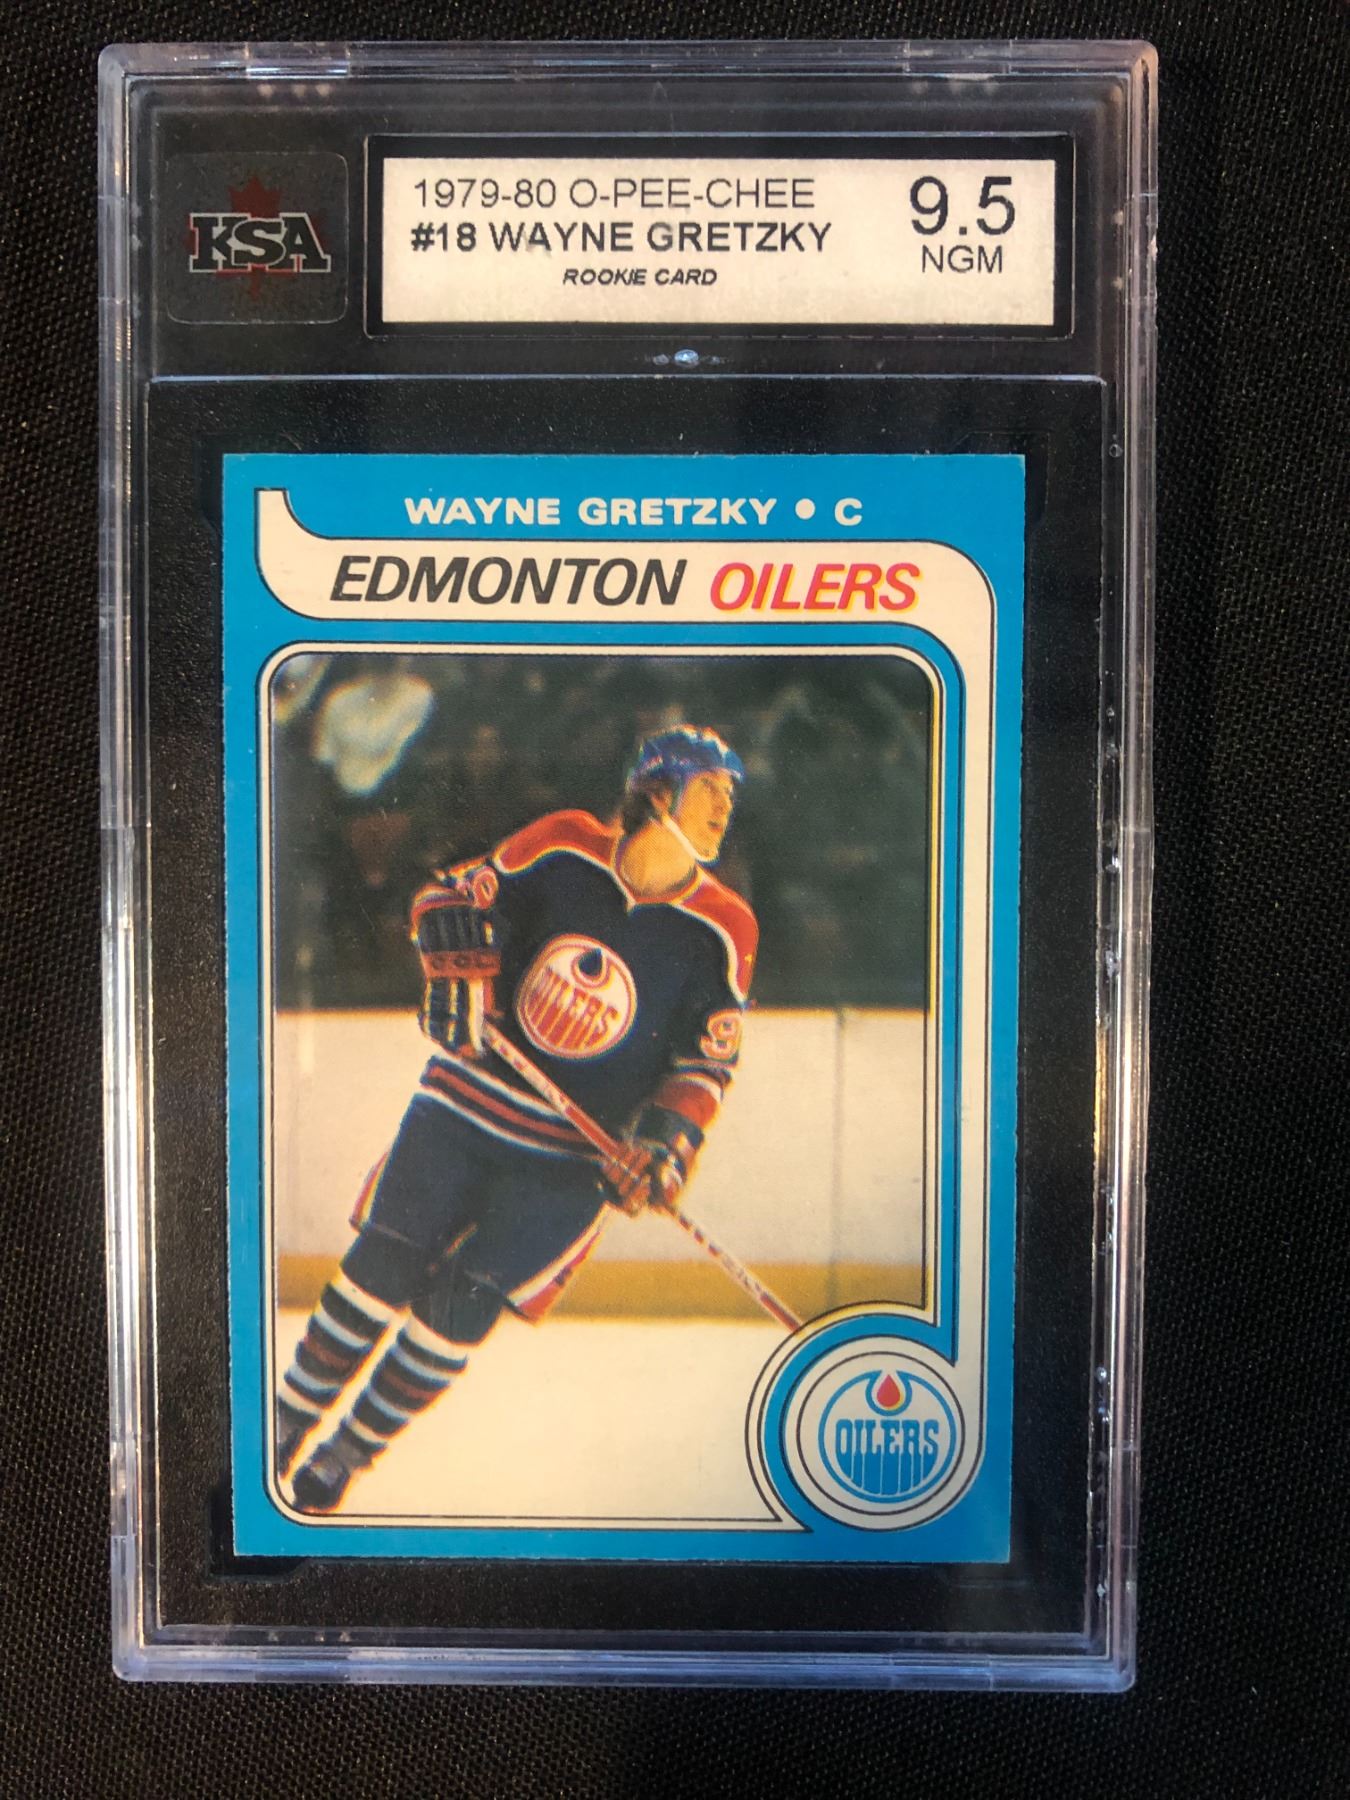 KSA
1979-80 O-PEE-CHEE
#18 WAYNE GRETZKY
ROOKIE CARD
9.5
NGM
WAYNE GRETZKY • C
EDMONTON OILERS
OILERS
9
OILERS